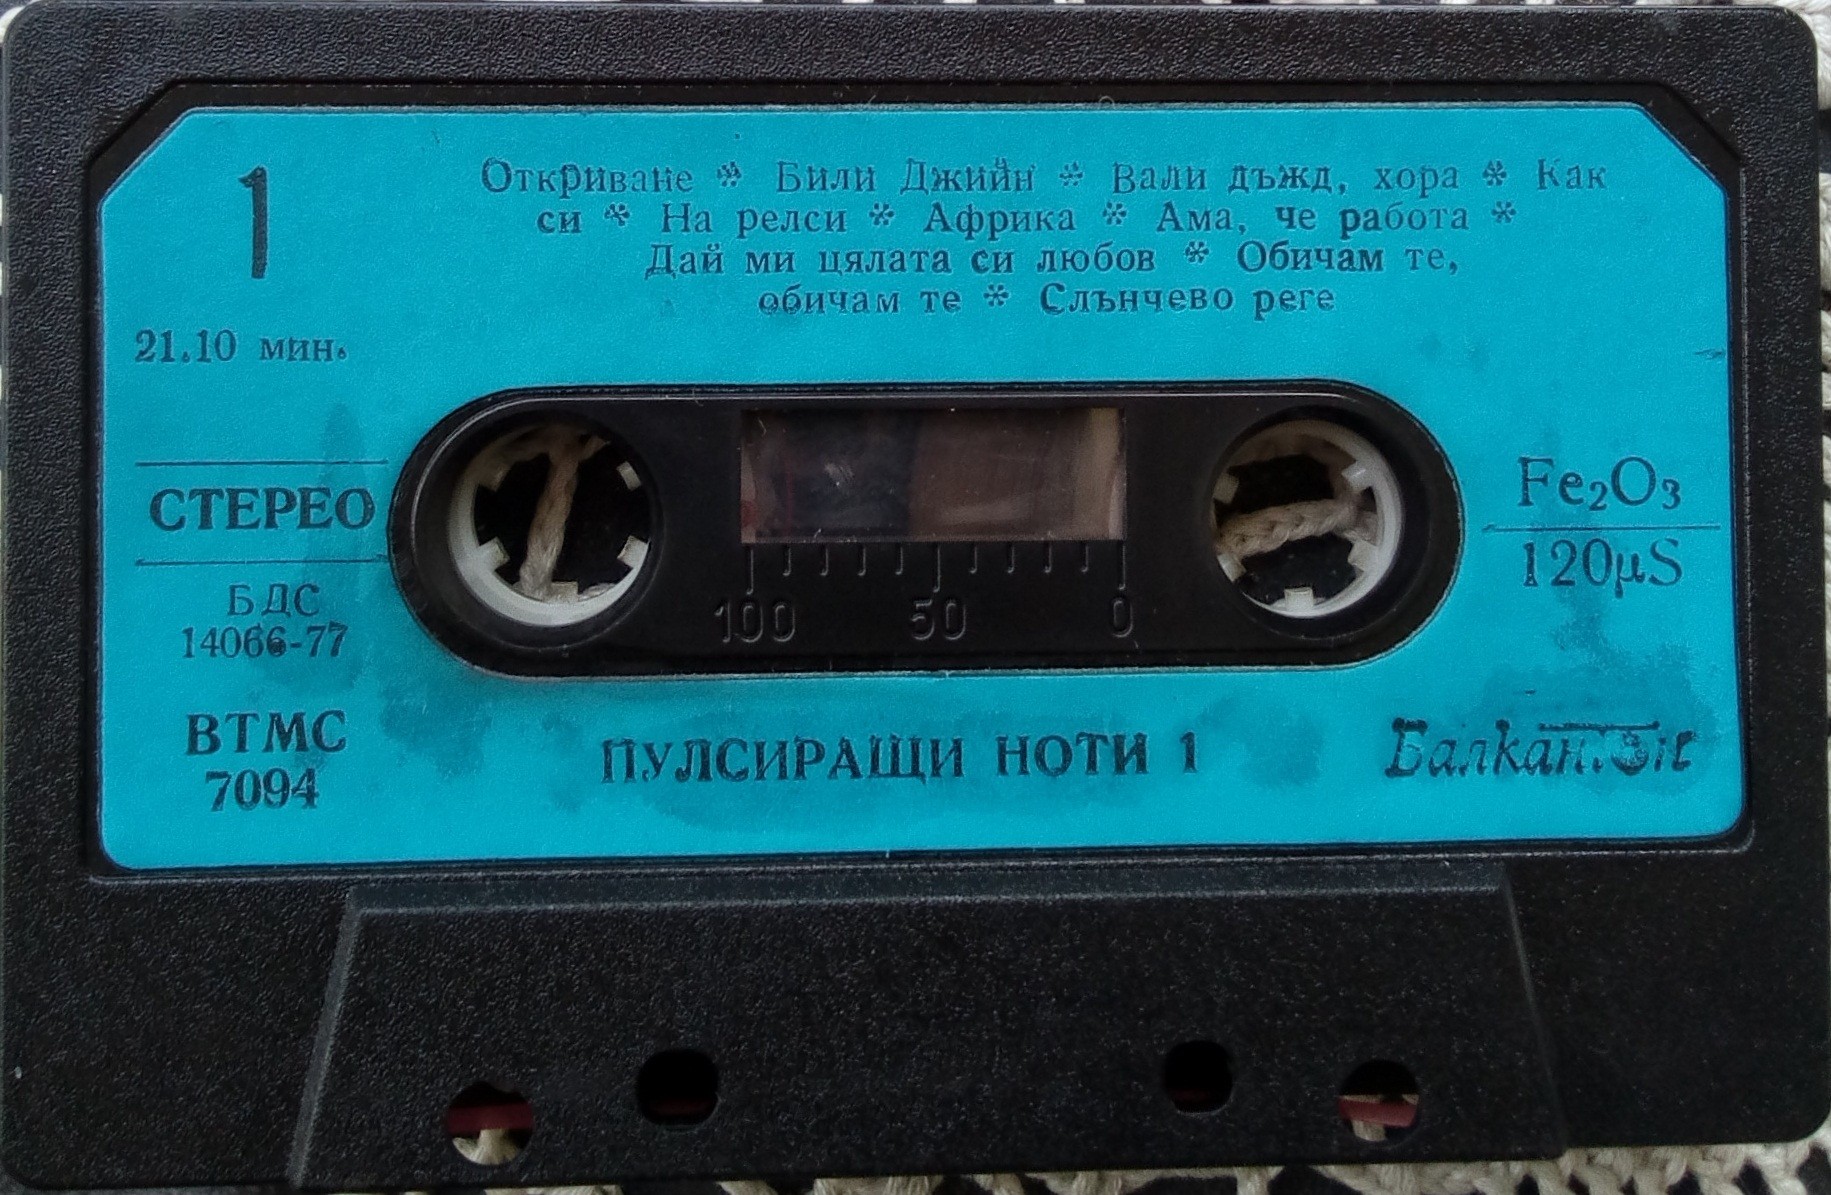 1
Откриване * Били Джийн * Вали дъжд, хора * Как
си * На релси * Африка * Ама, че работа *
Дай ми цялата си любов * Обичам те,
обичам те * Слънчево реге
21.10 мин.
СТЕРЕО
Fe₂O₃
120µS
БДС
14066-77
100 50 0
ВТМС
7094
ПУЛСИРАЩИ НОТИ 1
Балкантон